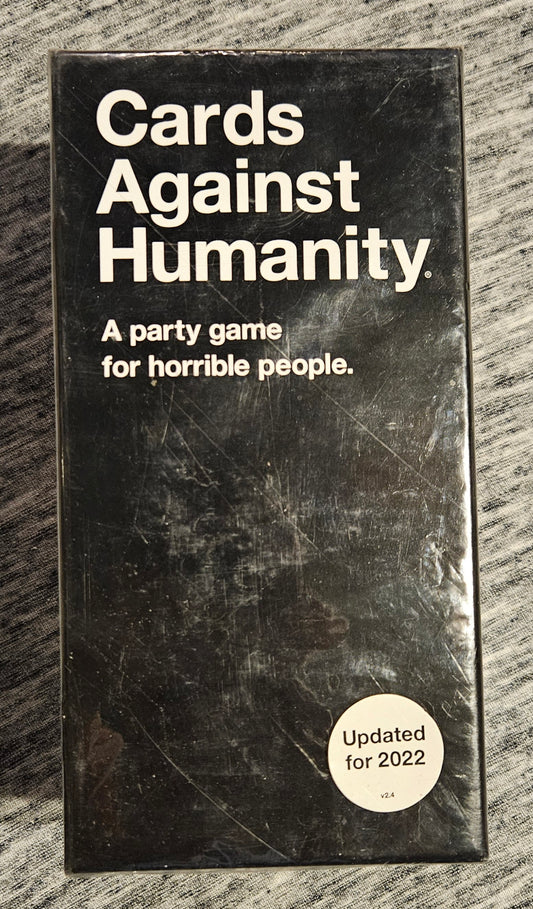 Cards
Against
Humanity®
A party game
for horrible people.
Updated
for 2022
v2.4